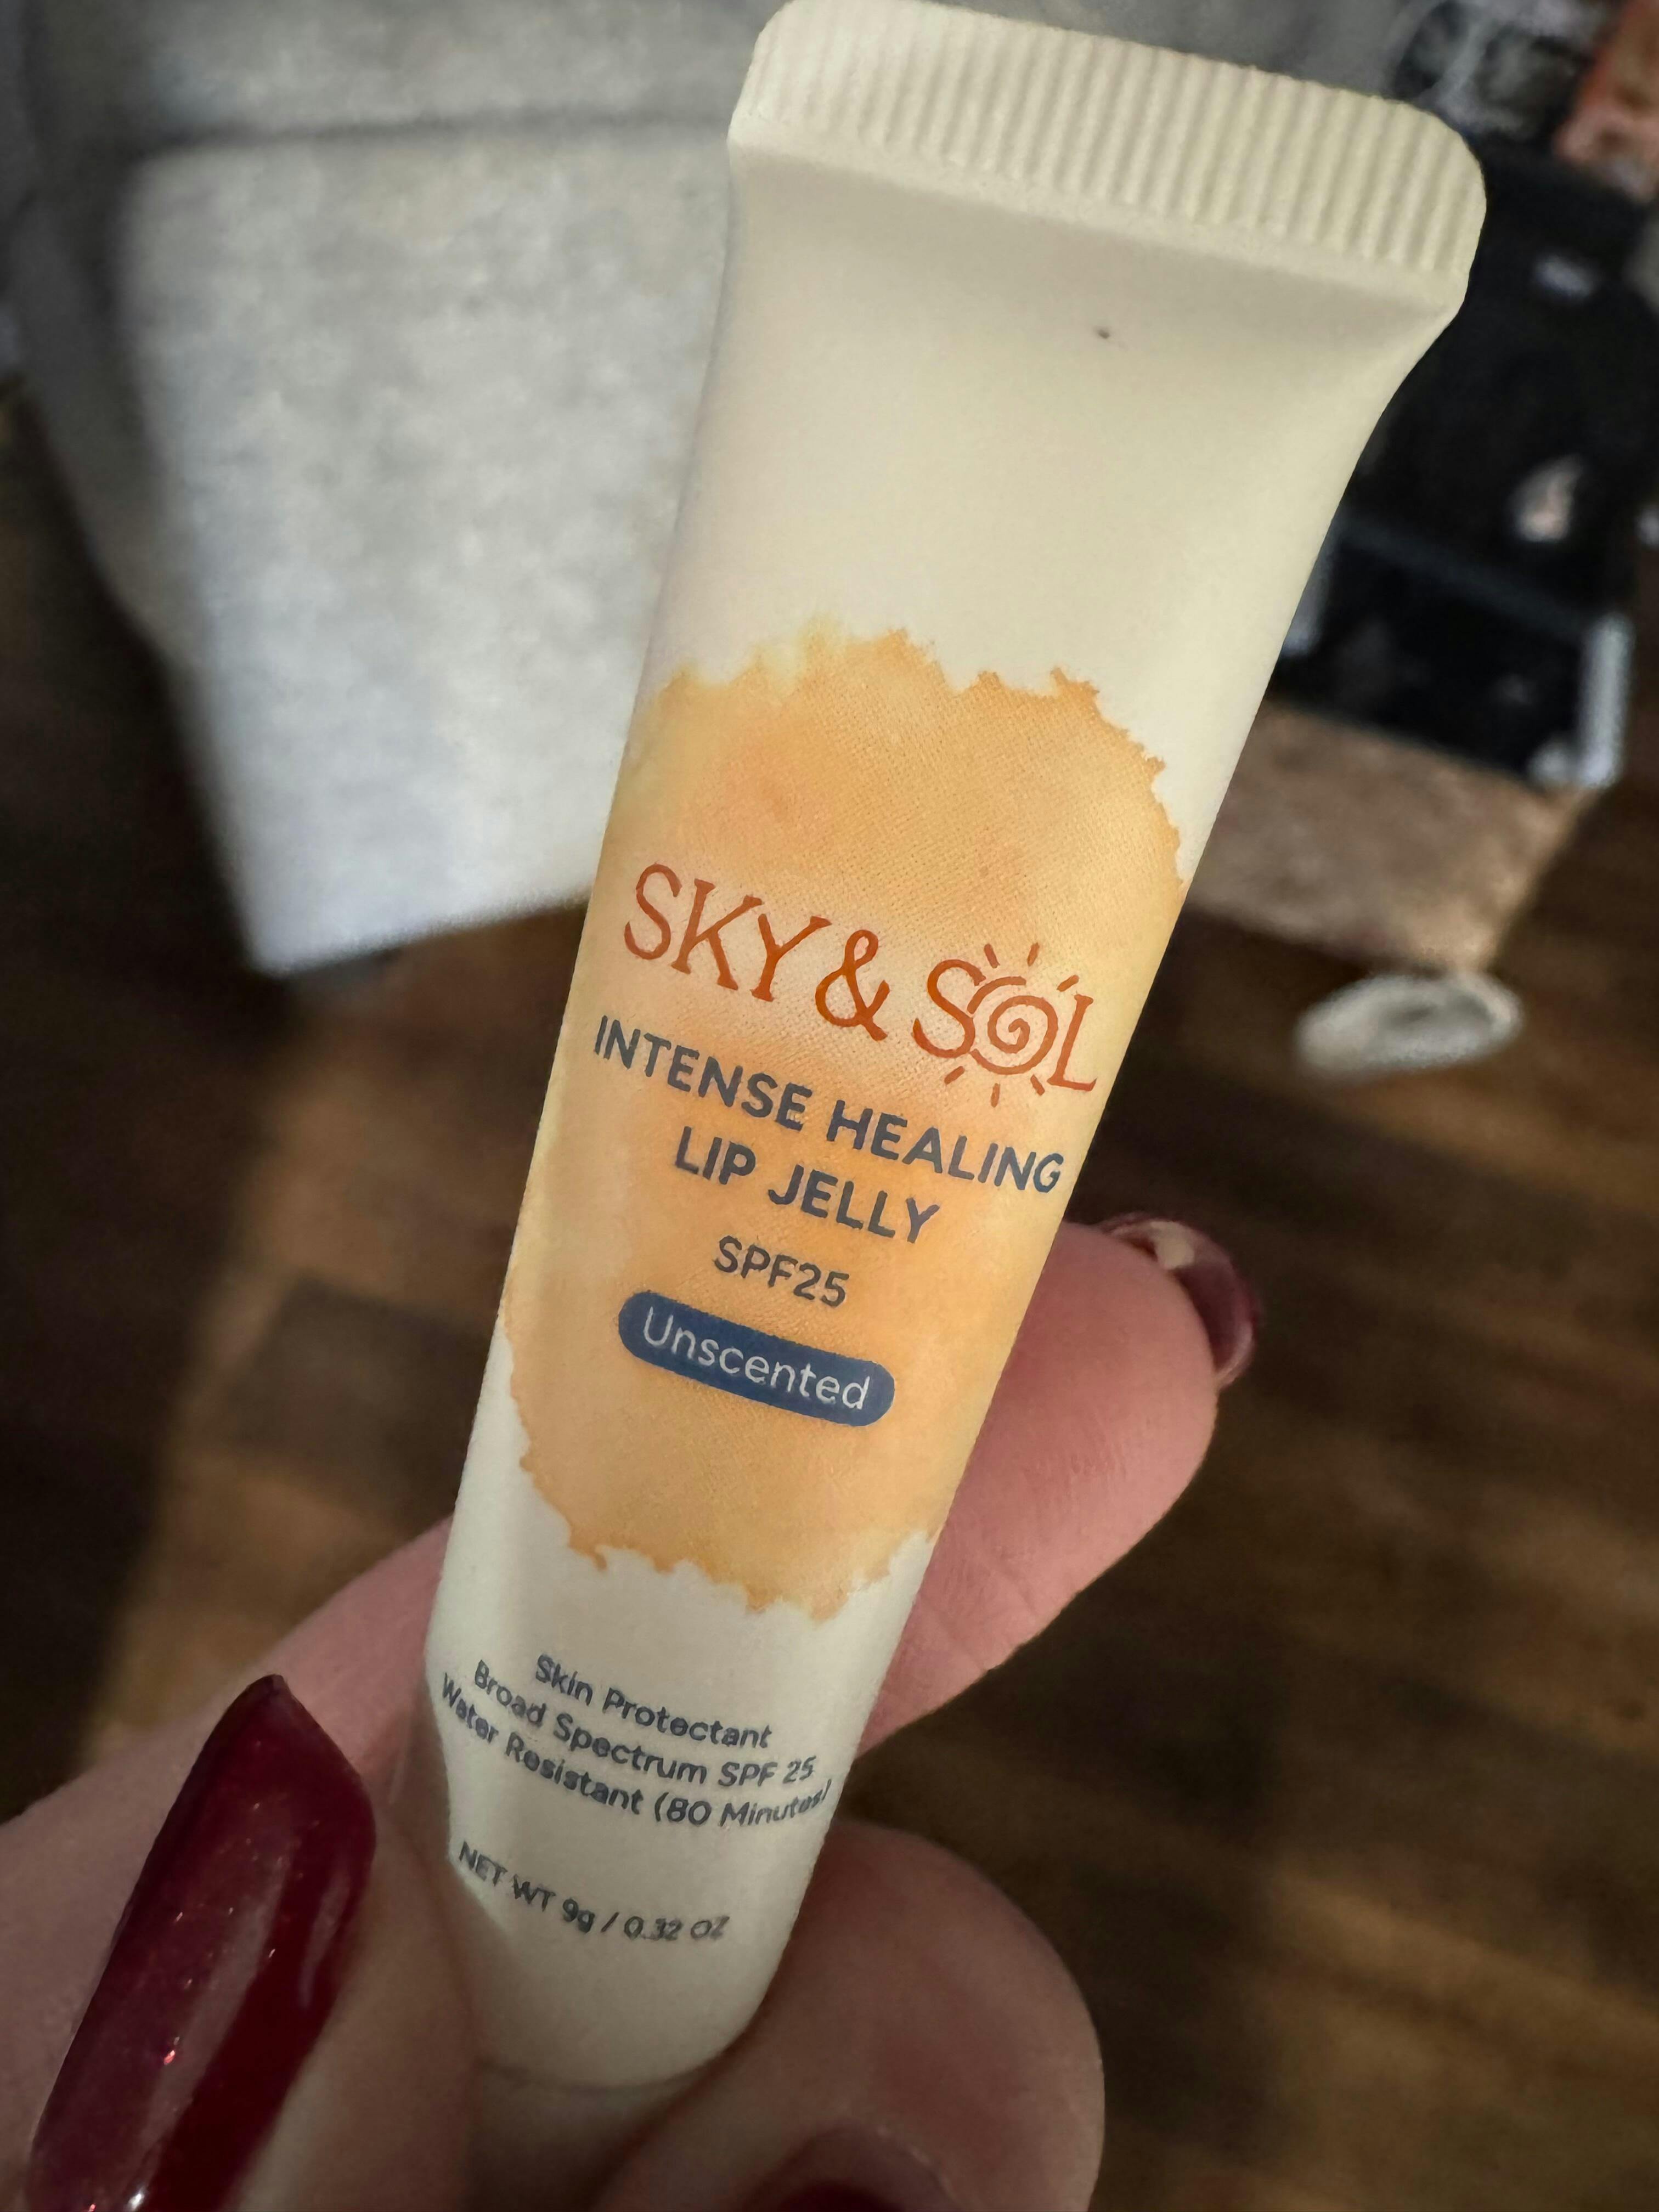 SKY & SOL
INTENSE HEALING
LIP JELLY
SPF25
Unscented
Skin Protectant
Broad Spectrum SPF 25
Water Resistant (80 Minutes)
NET WT 9g / 0.32 OZ